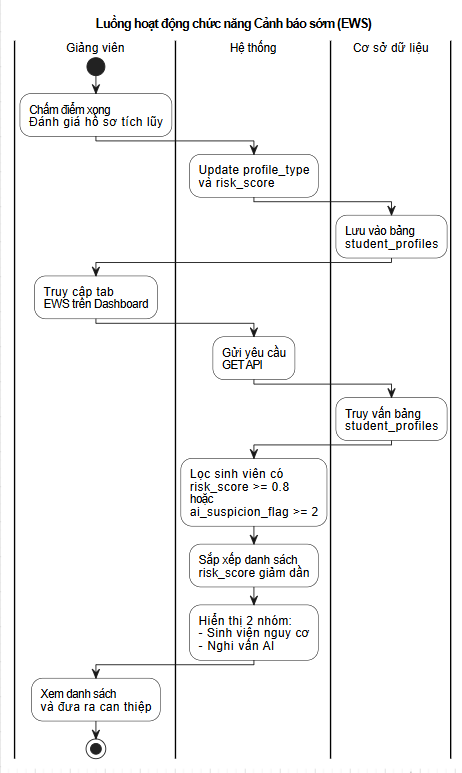 Luồng hoạt động chức năng Cảnh báo sớm (EWS)
Giảng viên
Hệ thống
Cơ sở dữ liệu
Chấm điểm xong
Đánh giá hồ sơ tích lũy
Update profile_type
và risk_score
Lưu vào bảng
student_profiles
Truy cập tab
EWS trên Dashboard
Gửi yêu cầu
GET API
Truy vấn bảng
student_profiles
Lọc sinh viên có
risk_score >= 0.8
hoặc
ai_suspicion_flag >= 2
Sắp xếp danh sách
risk_score giảm dần
Hiển thị 2 nhóm:
- Sinh viên nguy cơ
- Nghi vấn AI
Xem danh sách
và đưa ra can thiệp